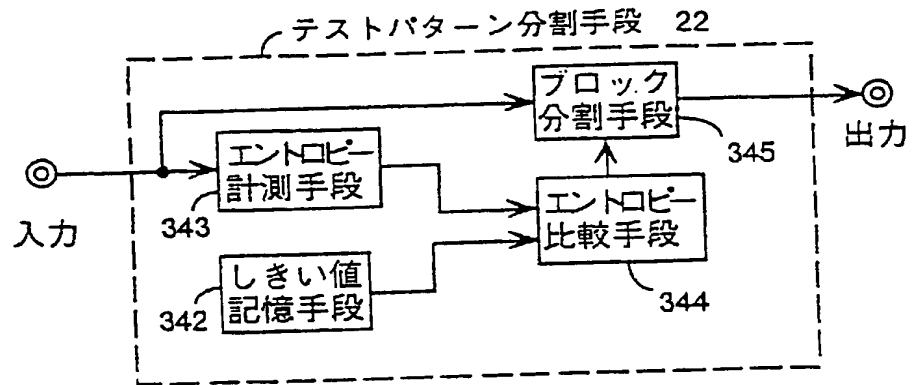 テストパターン分割手段 22
ブロック
分割手段
345
出力
エントロピー
計測手段
343
入力
エントロピー
比較手段
344
しきい値
記憶手段
342